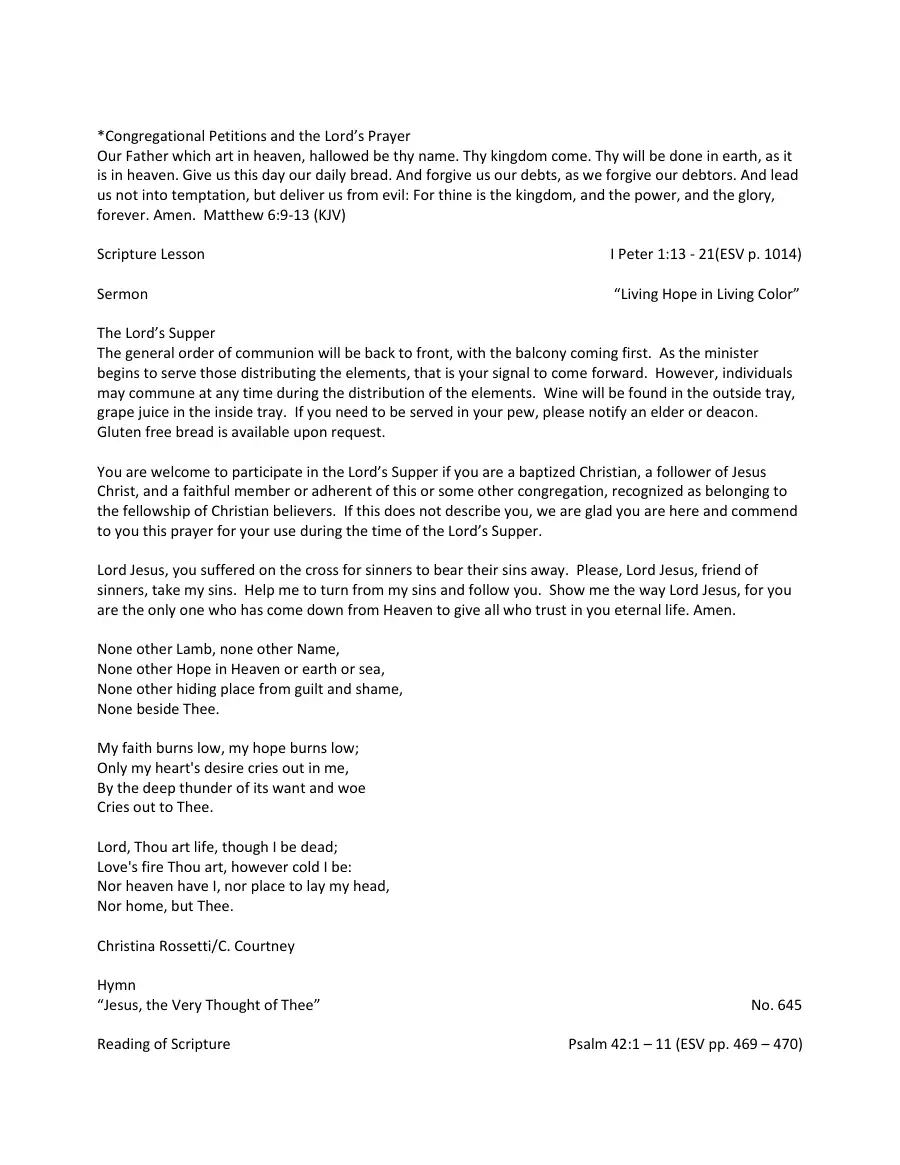 *Congregational Petitions and the Lord’s Prayer
Our Father which art in heaven, hallowed be thy name. Thy kingdom come. Thy will be done in earth, as it
is in heaven. Give us this day our daily bread. And forgive us our debts, as we forgive our debtors. And lead
us not into temptation, but deliver us from evil: For thine is the kingdom, and the power, and the glory,
forever. Amen.  Matthew 6:9-13 (KJV)
Scripture Lesson I Peter 1:13 - 21(ESV p. 1014)
Sermon “Living Hope in Living Color”
The Lord’s Supper
The general order of communion will be back to front, with the balcony coming first.  As the minister
begins to serve those distributing the elements, that is your signal to come forward.  However, individuals
may commune at any time during the distribution of the elements.  Wine will be found in the outside tray,
grape juice in the inside tray.  If you need to be served in your pew, please notify an elder or deacon.
Gluten free bread is available upon request.
You are welcome to participate in the Lord’s Supper if you are a baptized Christian, a follower of Jesus
Christ, and a faithful member or adherent of this or some other congregation, recognized as belonging to
the fellowship of Christian believers.  If this does not describe you, we are glad you are here and commend
to you this prayer for your use during the time of the Lord’s Supper.
Lord Jesus, you suffered on the cross for sinners to bear their sins away.  Please, Lord Jesus, friend of
sinners, take my sins.  Help me to turn from my sins and follow you.  Show me the way Lord Jesus, for you
are the only one who has come down from Heaven to give all who trust in you eternal life. Amen.
None other Lamb, none other Name,
None other Hope in Heaven or earth or sea,
None other hiding place from guilt and shame,
None beside Thee.
My faith burns low, my hope burns low;
Only my heart's desire cries out in me,
By the deep thunder of its want and woe
Cries out to Thee.
Lord, Thou art life, though I be dead;
Love's fire Thou art, however cold I be:
Nor heaven have I, nor place to lay my head,
Nor home, but Thee.
Christina Rossetti/C. Courtney
Hymn
“Jesus, the Very Thought of Thee” No. 645
Reading of Scripture Psalm 42:1 – 11 (ESV pp. 469 – 470)